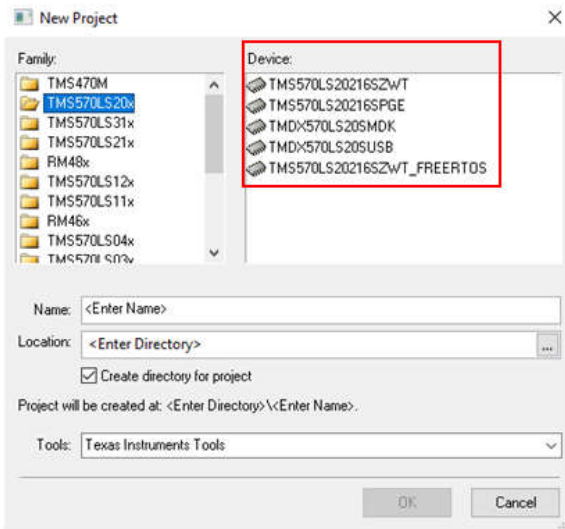 New Project
Family:
TMS470M
TMS570LS20x
TMS570LS31x
TMS570LS21x
RM48x
TMS570LS12x
TMS570LS11x
RM46x
TMS570LS04x
TMS570LS03x
Device:
TMS570LS20216SZWT
TMS570LS20216SPGE
TMDX570LS20SMDK
TMDX570LS20SUSB
TMS570LS20216SZWT_FREERTOS
Name: <Enter Name>
Location: <Enter Directory>
...
Create directory for project
Project will be created at: <Enter Directory>\<Enter Name>.
Tools: Texas Instruments Tools
OK Cancel